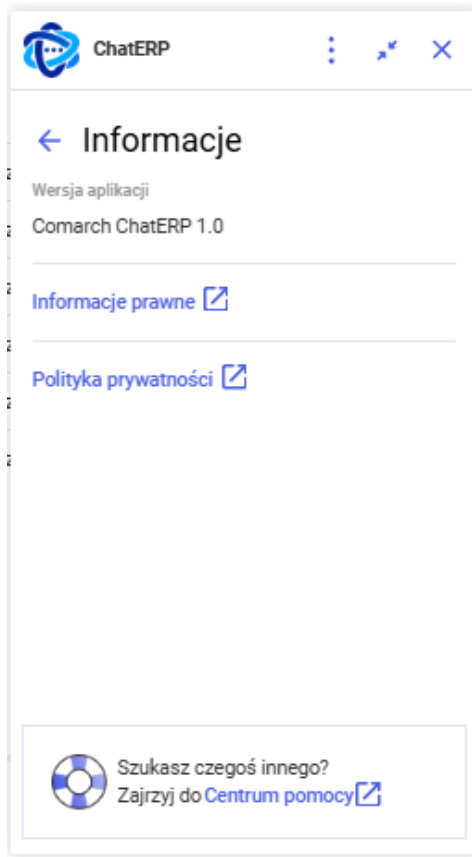 ChatERP
Informacje
Wersja aplikacji
Comarch ChatERP 1.0
Informacje prawne
Polityka prywatności
Szukasz czegoś innego?
Zajrzyj do Centrum pomocy